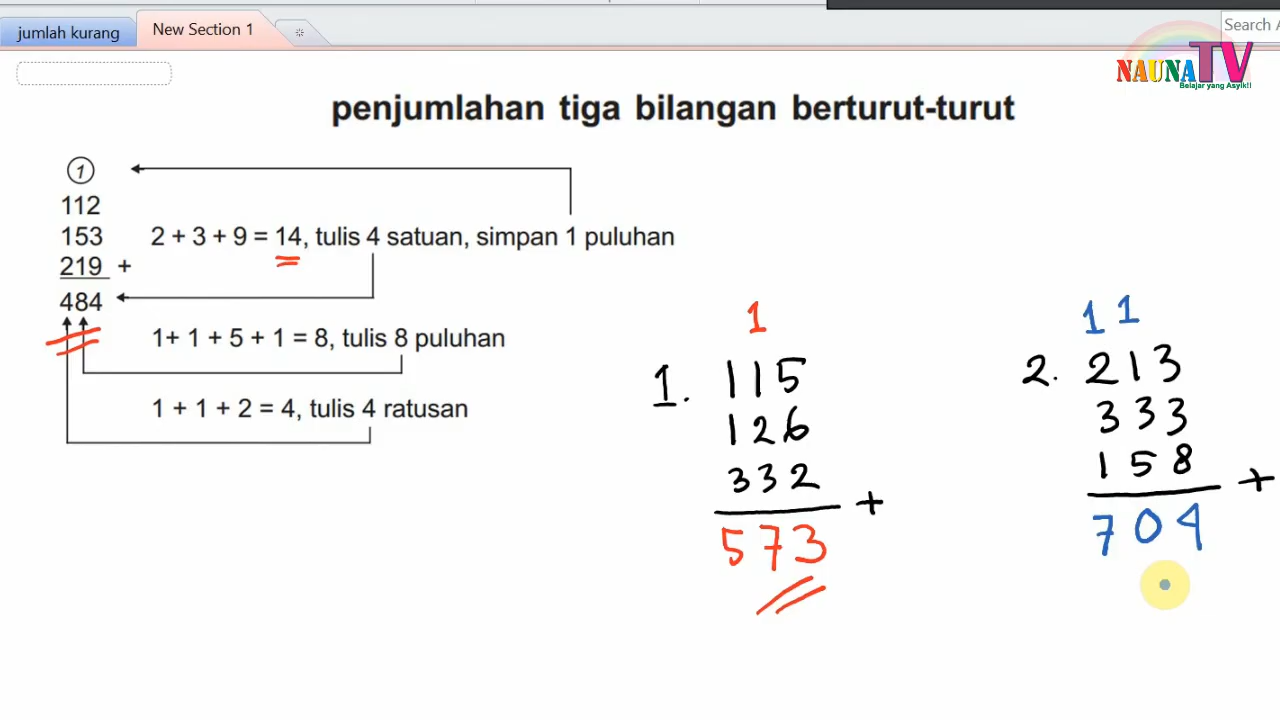 jumlah kurang
New Section 1
Search A
NAUNA TV
Belajar yang Asyik!!
penjumlahan tiga bilangan berturut-turut
1
112
153
219 +
484
2 + 3 + 9 = 14, tulis 4 satuan, simpan 1 puluhan
1+ 1 + 5 + 1 = 8, tulis 8 puluhan
1 + 1 + 2 = 4, tulis 4 ratusan
1
1. 115
126
332 +
573
1 1
2. 213
333
158 +
704